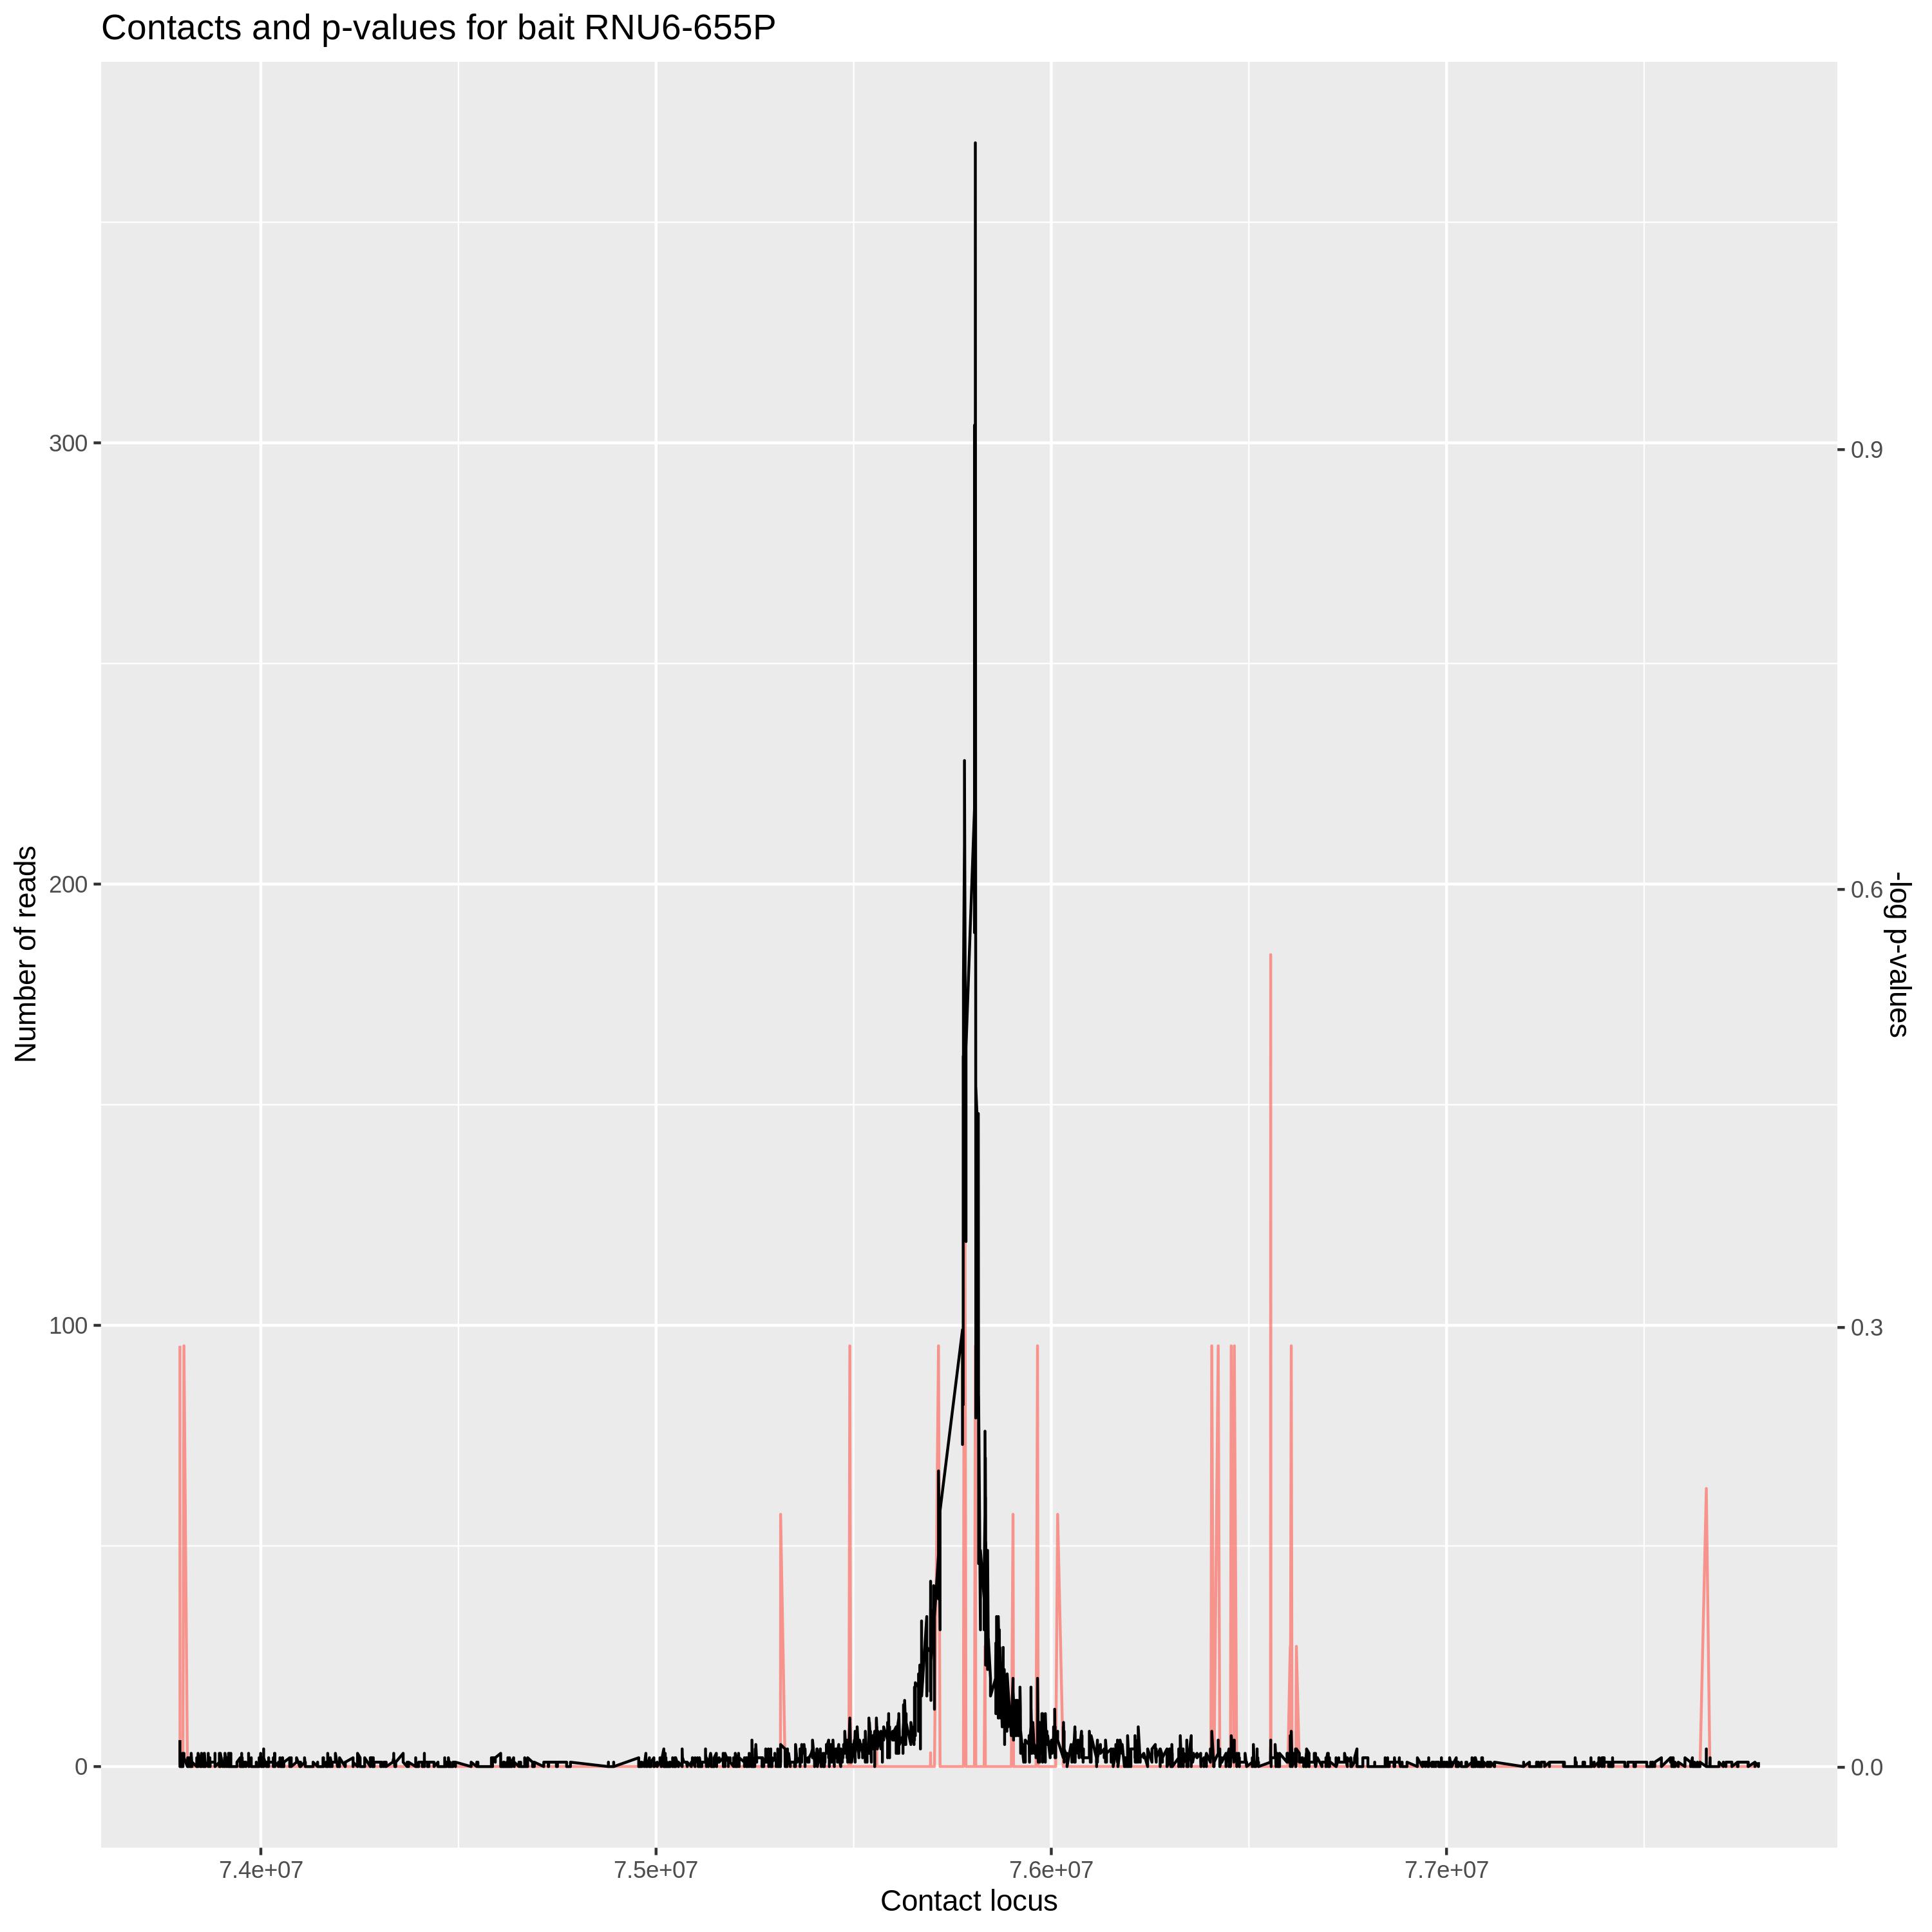 Contacts and p-values for bait RNU6-655P
300
200
100
0
Number of reads
0.9
0.6
0.3
0.0
-log p-values
7.4e+07 7.5e+07 7.6e+07 7.7e+07
Contact locus